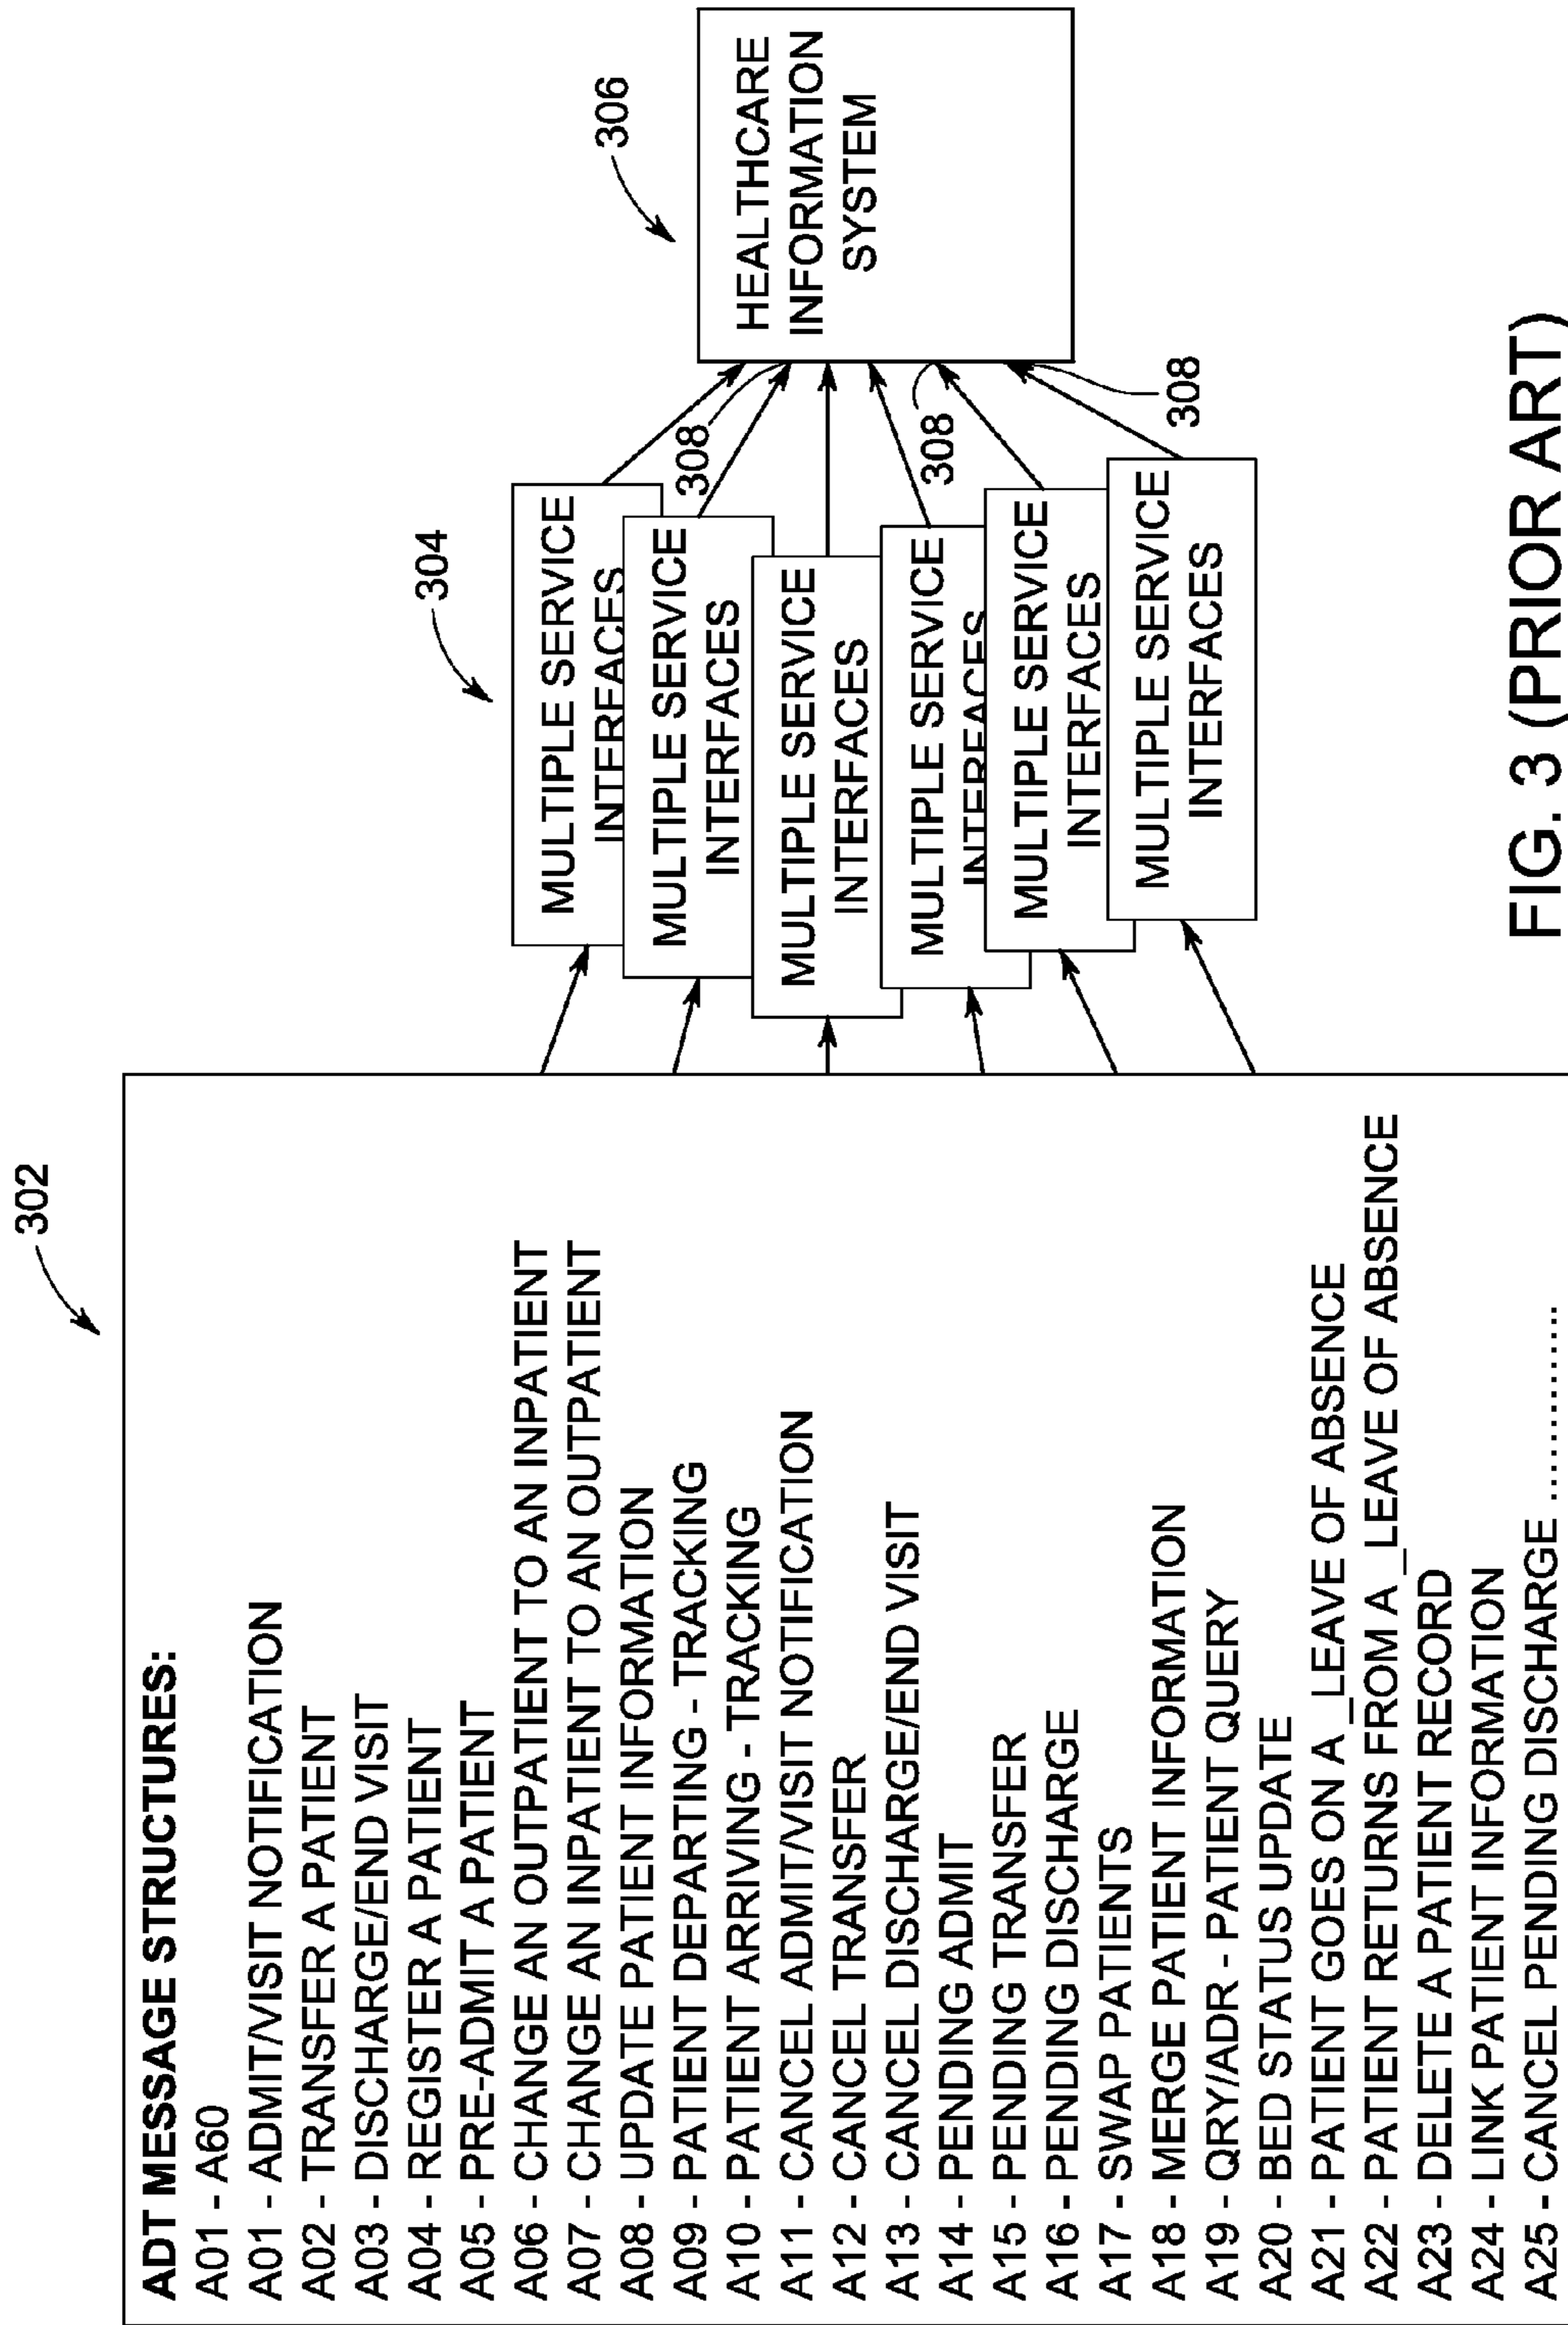 302
ADT MESSAGE STRUCTURES:
A01 - A60
A01 - ADMIT/VISIT NOTIFICATION
A02 - TRANSFER A PATIENT
A03 - DISCHARGE/END VISIT
A04 - REGISTER A PATIENT
A05 - PRE-ADMIT A PATIENT
A06 - CHANGE AN OUTPATIENT TO AN INPATIENT
A07 - CHANGE AN INPATIENT TO AN OUTPATIENT
A08 - UPDATE PATIENT INFORMATION
A09 - PATIENT DEPARTING - TRACKING
A10 - PATIENT ARRIVING - TRACKING
A11 - CANCEL ADMIT/VISIT NOTIFICATION
A12 - CANCEL TRANSFER
A13 - CANCEL DISCHARGE/END VISIT
A14 - PENDING ADMIT
A15 - PENDING TRANSFER
A16 - PENDING DISCHARGE
A17 - SWAP PATIENTS
A18 - MERGE PATIENT INFORMATION
A19 - QRY/ADR - PATIENT QUERY
A20 - BED STATUS UPDATE
A21 - PATIENT GOES ON A _LEAVE OF ABSENCE
A22 - PATIENT RETURNS FROM A _LEAVE OF ABSENCE
A23 - DELETE A PATIENT RECORD
A24 - LINK PATIENT INFORMATION
A25 - CANCEL PENDING DISCHARGE ................
304
MULTIPLE SERVICE
INTERFACES
MULTIPLE SERVICE
INTERFACES
MULTIPLE SERVICE
INTERFACES
MULTIPLE SERVICE
INTERFACES
MULTIPLE SERVICE
INTERFACES
MULTIPLE SERVICE
INTERFACES
308
308
308
306
HEALTHCARE
INFORMATION
SYSTEM
FIG. 3 (PRIOR ART)